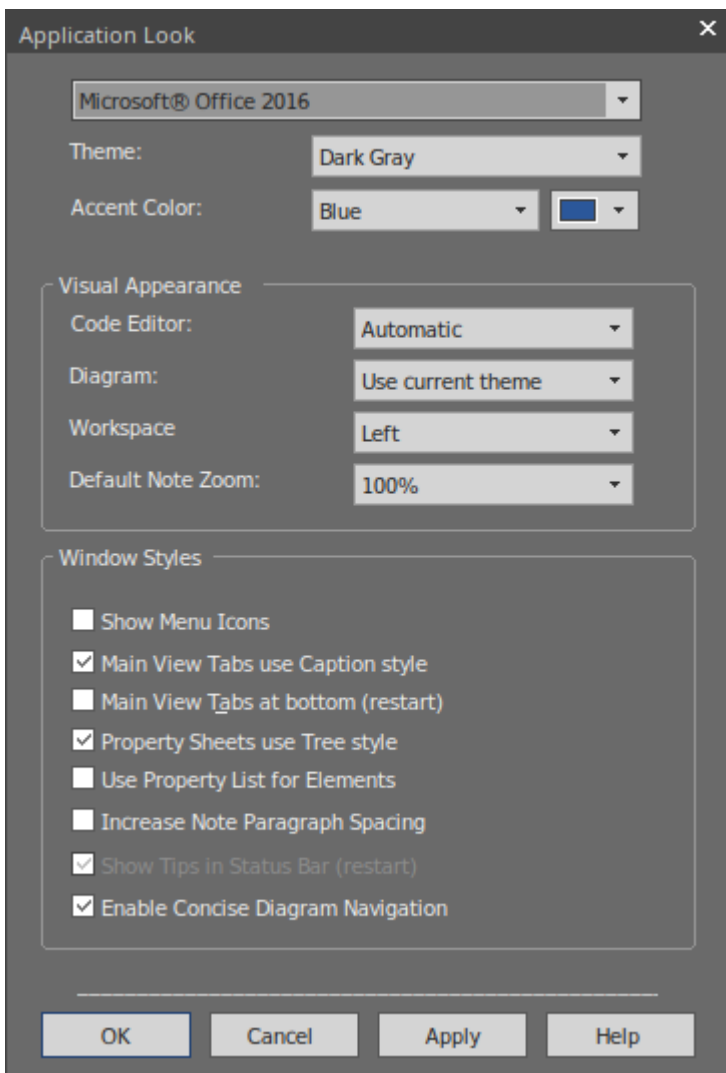 Application Look
Microsoft® Office 2016
Theme: Dark Gray
Accent Color: Blue
Visual Appearance
Code Editor: Automatic
Diagram: Use current theme
Workspace Left
Default Note Zoom: 100%
Window Styles
Show Menu Icons
Main View Tabs use Caption style
Main View Tabs at bottom (restart)
Property Sheets use Tree style
Use Property List for Elements
Increase Note Paragraph Spacing
Show Tips in Status Bar (restart)
Enable Concise Diagram Navigation
OK Cancel Apply Help